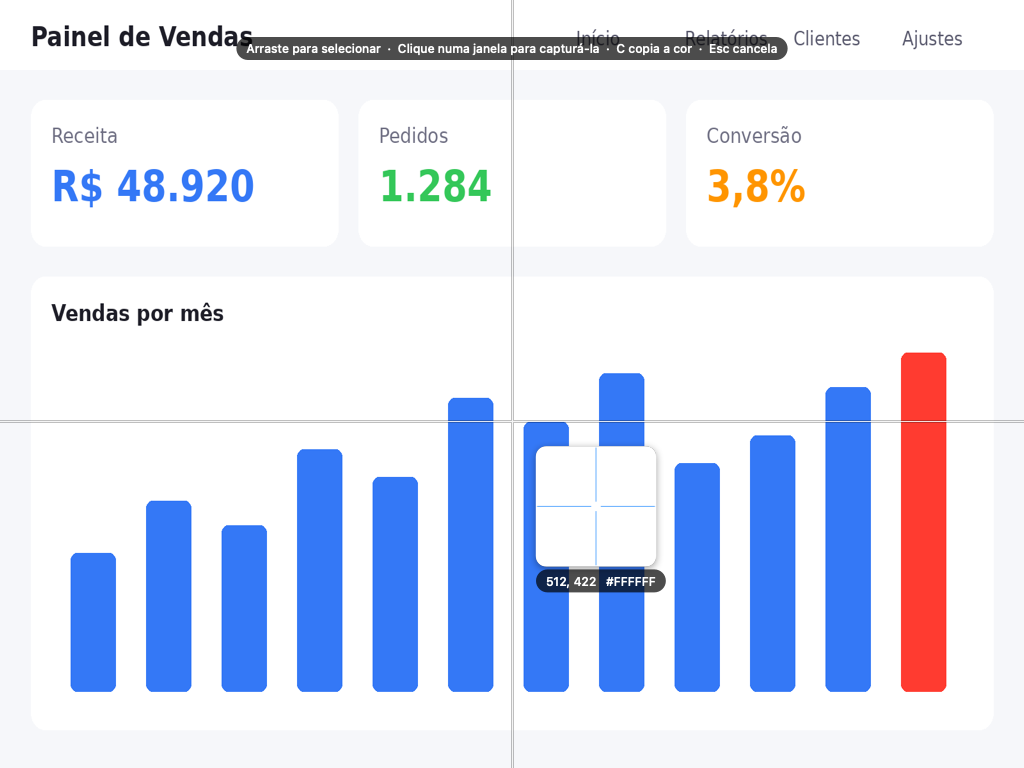 Painel de Vendas
Início Relatórios Clientes Ajustes
Arraste para selecionar · Clique numa janela para capturá-la · C copia a cor · Esc cancela
Receita
R$ 48.920
Pedidos
1.284
Conversão
3,8%
Vendas por mês
512, 422 #FFFFFF